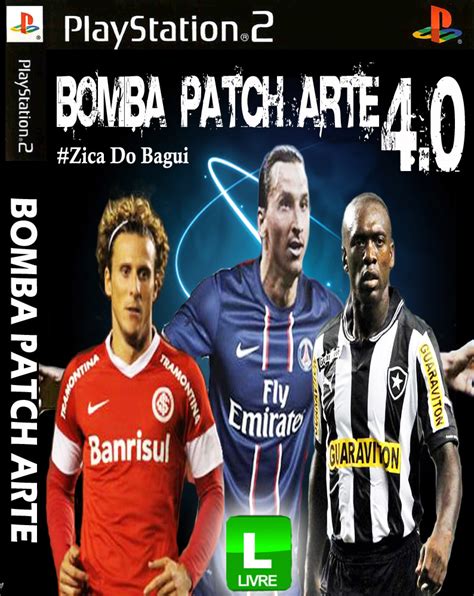 PlayStation.2
PlayStation.2
BOMBA PATCH ARTE
4.0
#Zica Do Bagui
BOMBA PATCH ARTE
TRAMONTINA
TRAMONTINA
Banrisul
Fly
Emirates
GUARAVITON
GUARAVITON
GUARAVITON
L
LIVRE